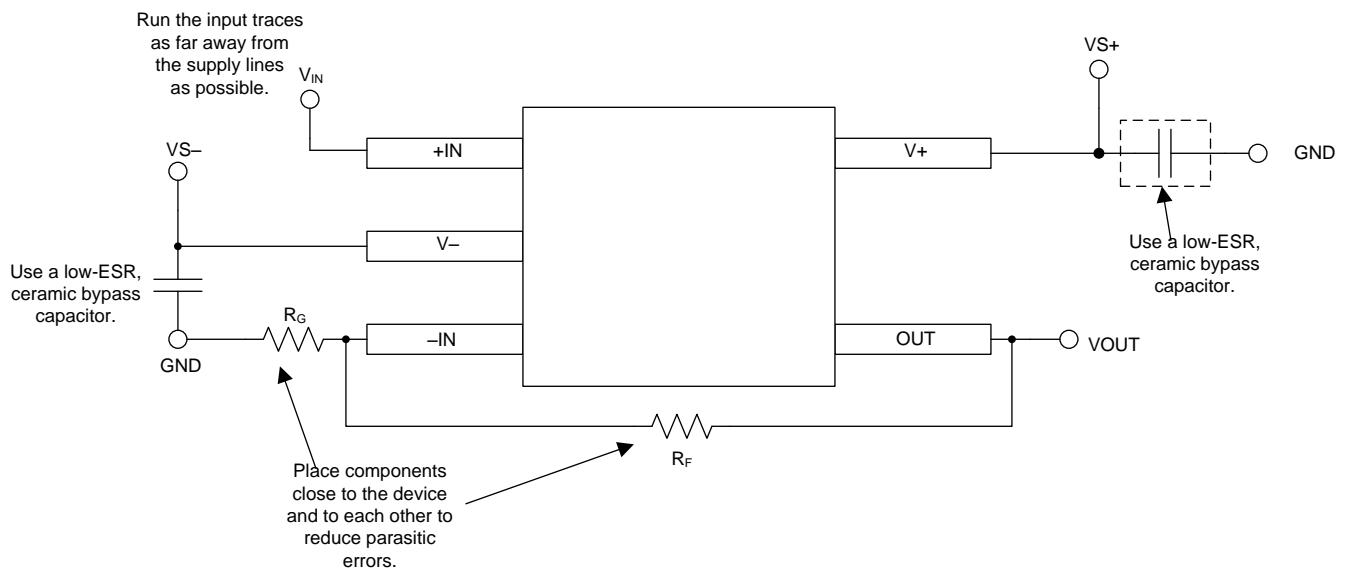 Run the input traces
as far away from
the supply lines
as possible.
VIN
VS+
VS–
+IN
V+
GND
V–
Use a low-ESR,
ceramic bypass
capacitor.
Use a low-ESR,
ceramic bypass
capacitor.
RG
–IN
OUT
VOUT
GND
RF
Place components
close to the device
and to each other to
reduce parasitic
errors.